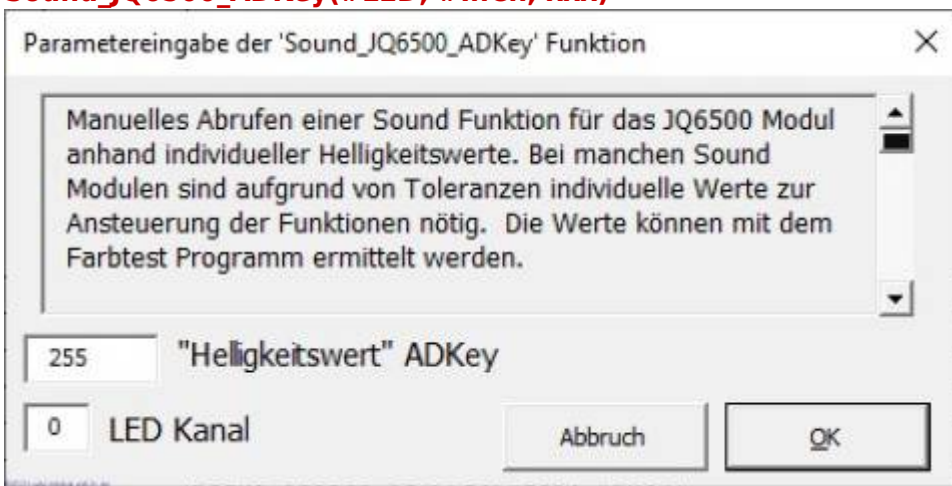 Parametereingabe der 'Sound_JQ6500_ADKey' Funktion
Manuelles Abrufen einer Sound Funktion für das JQ6500 Modul
anhand individueller Helligkeitswerte. Bei manchen Sound
Modulen sind aufgrund von Toleranzen individuelle Werte zur
Ansteuerung der Funktionen nötig.  Die Werte können mit dem
Farbtest Programm ermittelt werden.
255 "Helligkeitswert" ADKey
0 LED Kanal
Abbruch OK